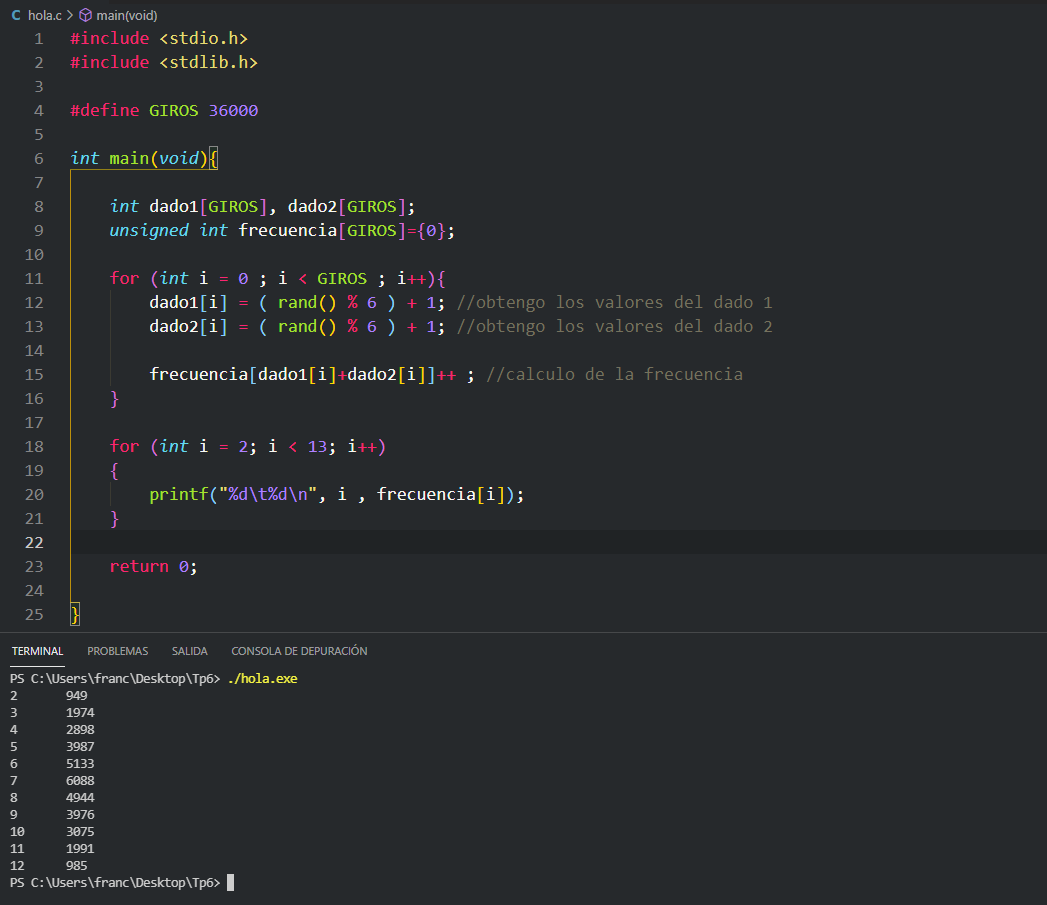 hola.c > main(void)
1 #include <stdio.h>
2 #include <stdlib.h>
3
4 #define GIROS 36000
5
6 int main(void){
7
8 int dado1[GIROS], dado2[GIROS];
9 unsigned int frecuencia[GIROS]={0};
10
11 for (int i = 0 ; i < GIROS ; i++){
12 dado1[i] = ( rand() % 6 ) + 1; //obtengo los valores del dado 1
13 dado2[i] = ( rand() % 6 ) + 1; //obtengo los valores del dado 2
14
15 frecuencia[dado1[i]+dado2[i]]++ ; //calculo de la frecuencia
16 }
17
18 for (int i = 2; i < 13; i++)
19 {
20 printf("%d\t%d\n", i , frecuencia[i]);
21 }
22
23 return 0;
24
25 }
TERMINAL PROBLEMAS SALIDA CONSOLA DE DEPURACIÓN
PS C:\Users\franc\Desktop\Tp6> ./hola.exe
2 949
3 1974
4 2898
5 3987
6 5133
7 6088
8 4944
9 3976
10 3075
11 1991
12 985
PS C:\Users\franc\Desktop\Tp6>